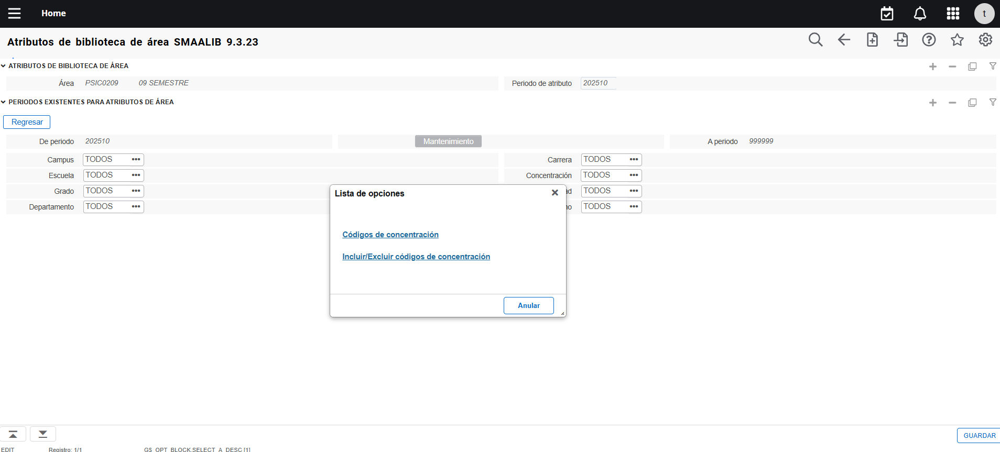 Home
t
Atributos de biblioteca de área SMAALIB 9.3.23
ATRIBUTOS DE BIBLIOTECA DE ÁREA
Área PSIC0209 09 SEMESTRE Periodo de atributo 202510
PERIODOS EXISTENTES PARA ATRIBUTOS DE ÁREA
Regresar
De periodo 202510 Mantenimiento A periodo 999999
Campus TODOS ••• Carrera TODOS •••
Escuela TODOS ••• Concentración TODOS •••
Grado TODOS ••• ad TODOS •••
Departamento TODOS ••• no TODOS •••
Lista de opciones
Códigos de concentración
Incluir/Excluir códigos de concentración
Anular
GUARDAR
EDIT Registro: 1/1 G$_OPT_BLOCK.SELECT_A_DESC [1]